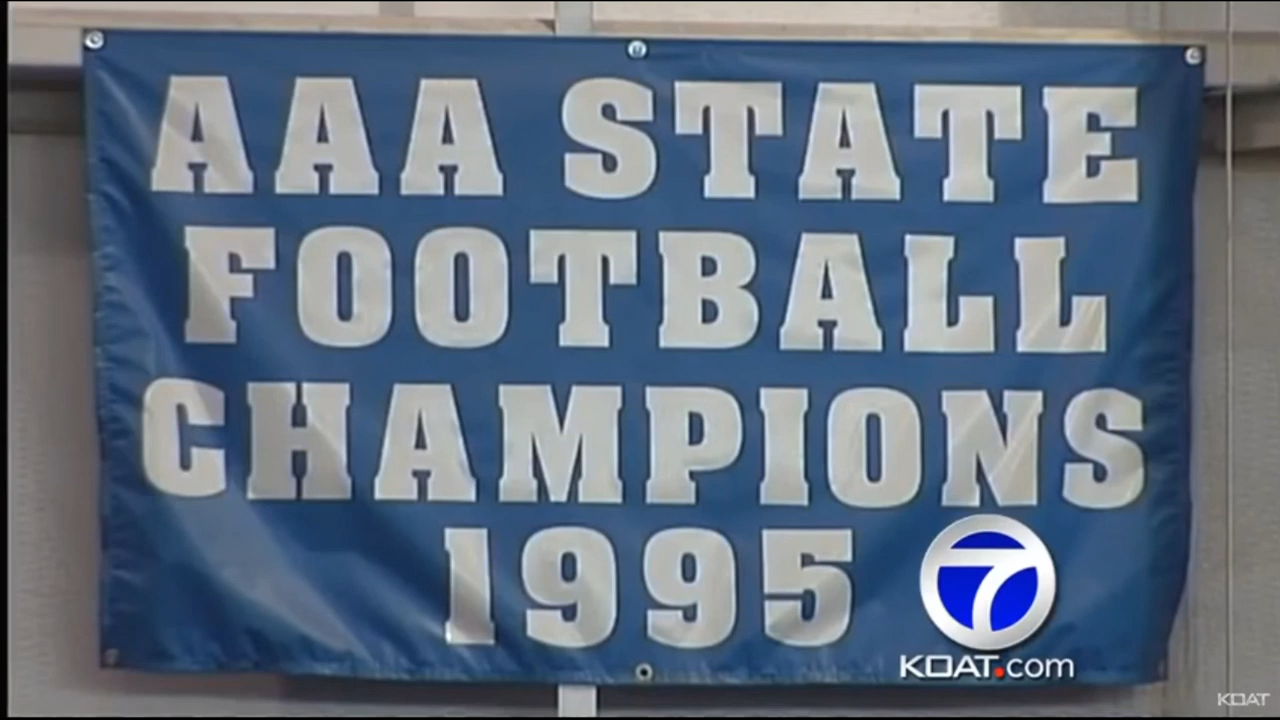 AAA STATE
FOOTBALL
CHAMPIONS
1995
7
KOAT.com
KOAT